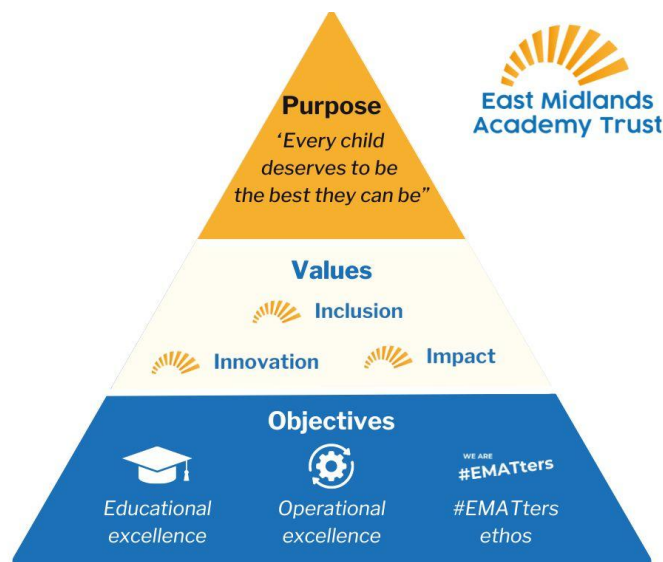 East Midlands
Academy Trust
Purpose
‘Every child
deserves to be
the best they can be”
Values
Inclusion
Innovation
Impact
Objectives
Educational
excellence
Operational
excellence
WE ARE
#EMATters
#EMATters
ethos